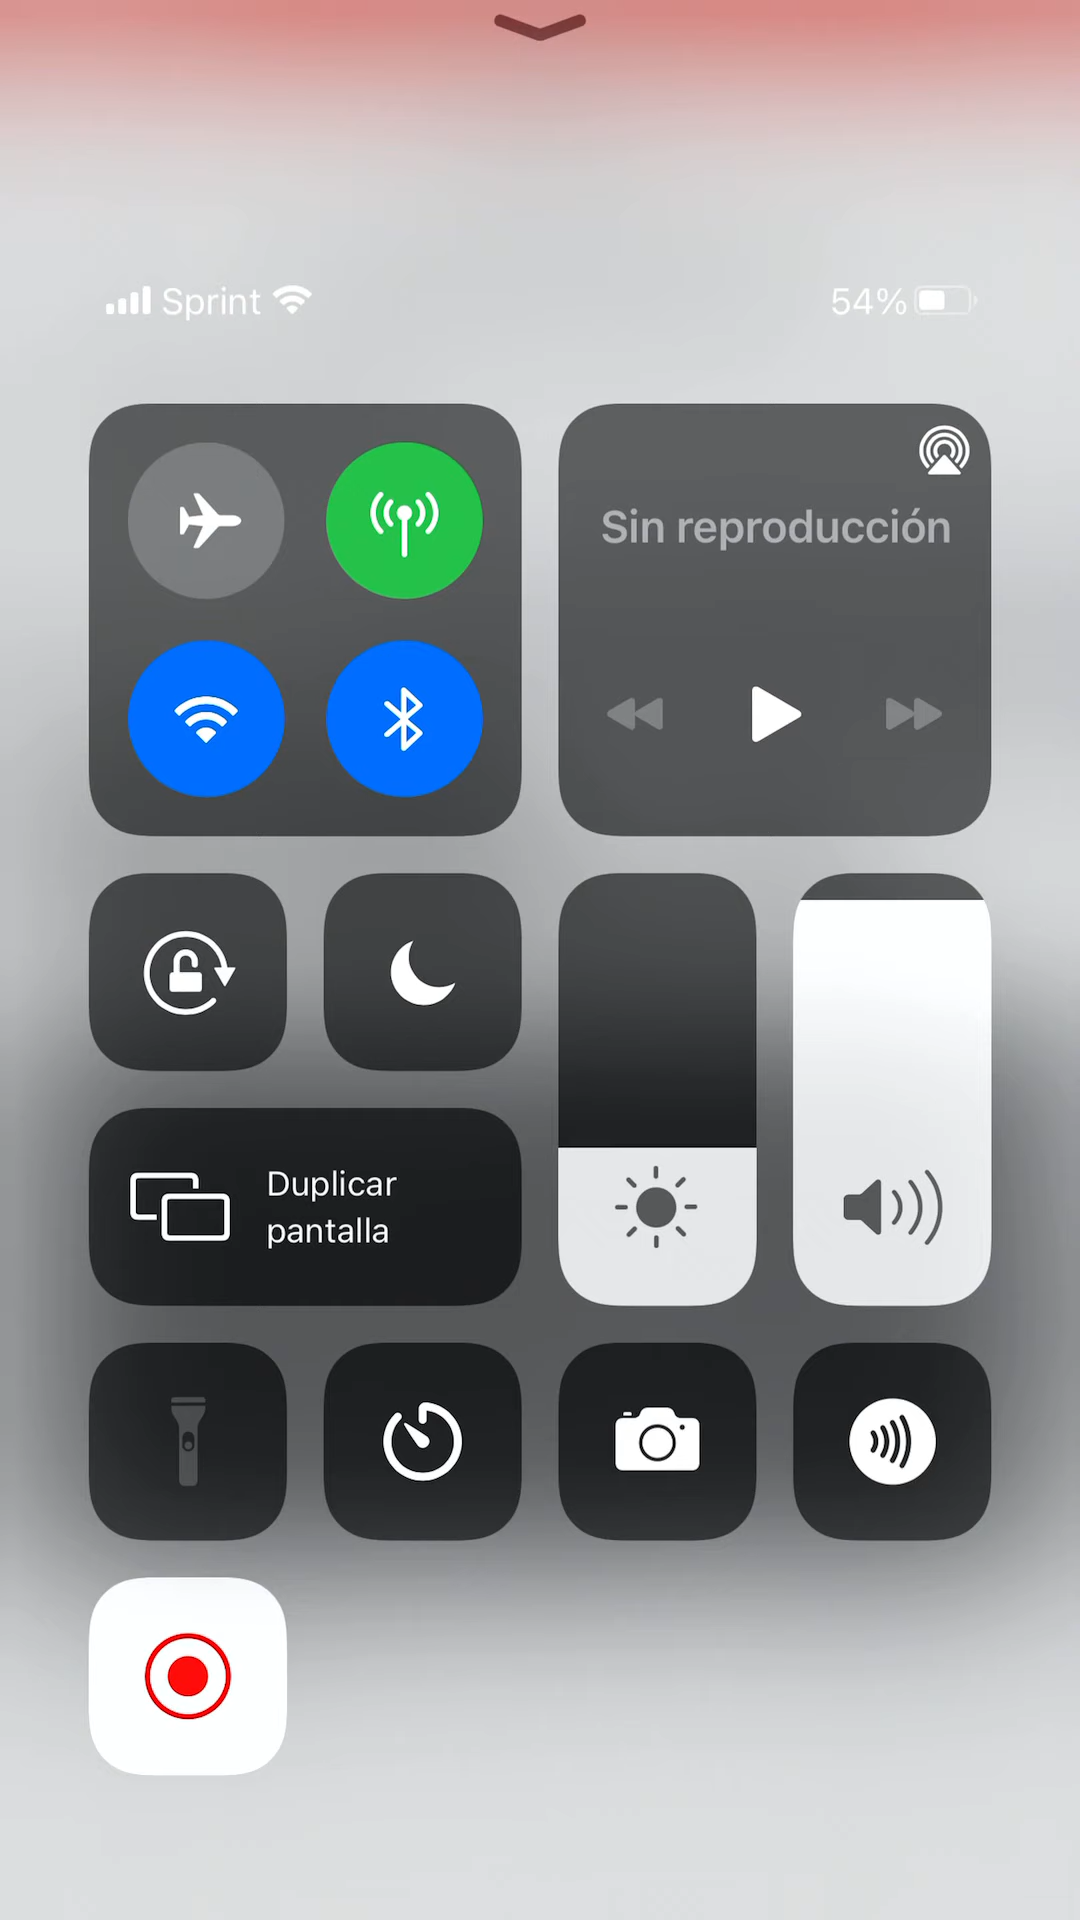 Sprint
54%
Sin reproducción
Duplicar
pantalla